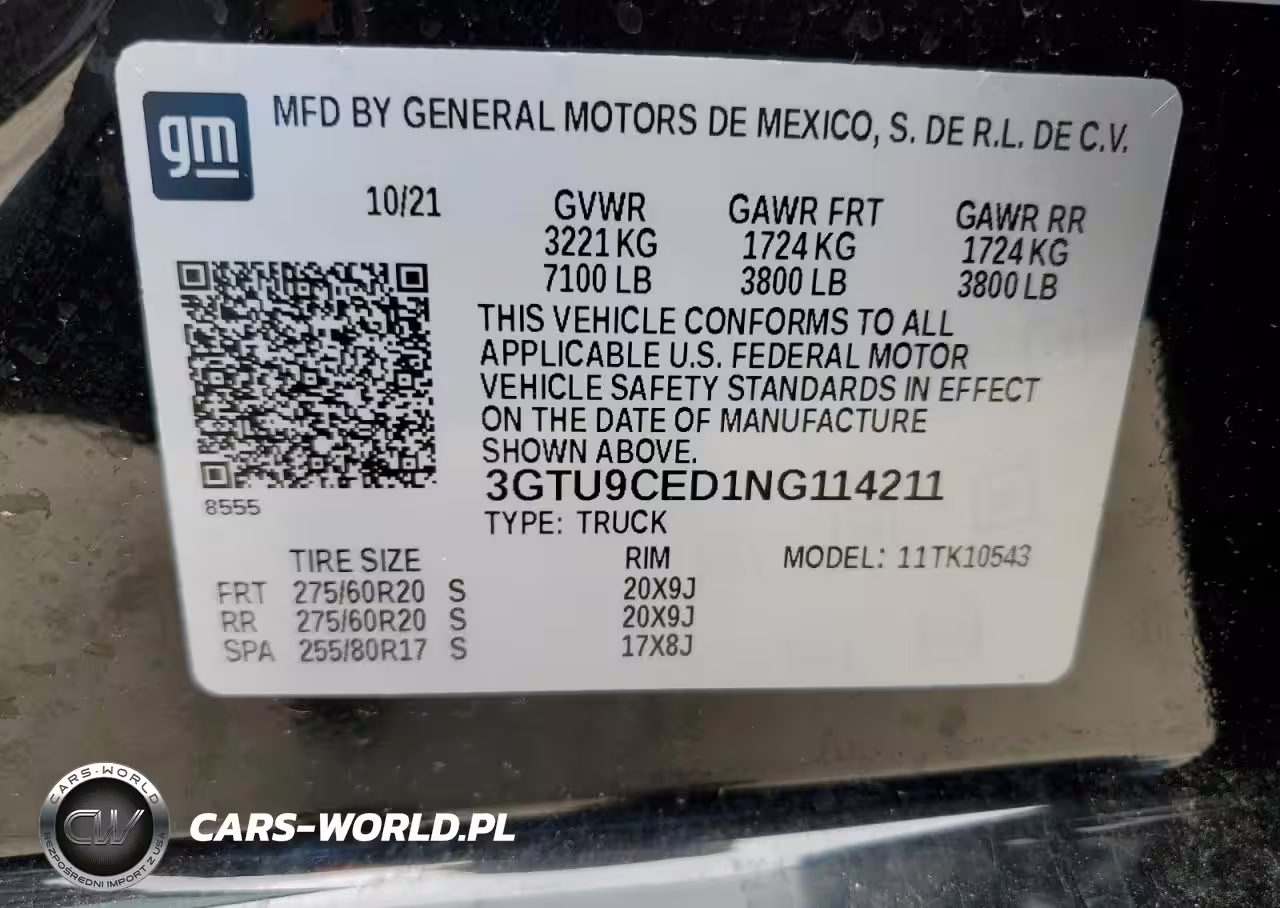 gm
MFD BY GENERAL MOTORS DE MEXICO, S. DE R.L. DE C.V.
10/21 GVWR GAWR FRT GAWR RR
3221 KG 1724 KG 1724 KG
7100 LB 3800 LB 3800 LB
THIS VEHICLE CONFORMS TO ALL
APPLICABLE U.S. FEDERAL MOTOR
VEHICLE SAFETY STANDARDS IN EFFECT
ON THE DATE OF MANUFACTURE
SHOWN ABOVE.
3GTU9CED1NG114211
8555
TYPE: TRUCK
TIRE SIZE RIM MODEL: 11TK10543
FRT 275/60R20 S 20X9J
RR 275/60R20 S 20X9J
SPA 255/80R17 S 17X8J
CARS-WORLD
CW
BEZPOŚREDNI IMPORT Z USA
CARS-WORLD.PL